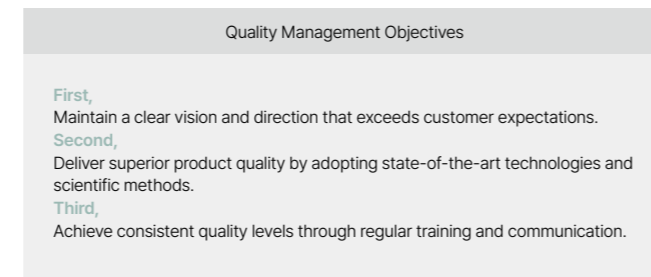 Quality Management Objectives
First,
Maintain a clear vision and direction that exceeds customer expectations.
Second,
Deliver superior product quality by adopting state-of-the-art technologies and
scientific methods.
Third,
Achieve consistent quality levels through regular training and communication.